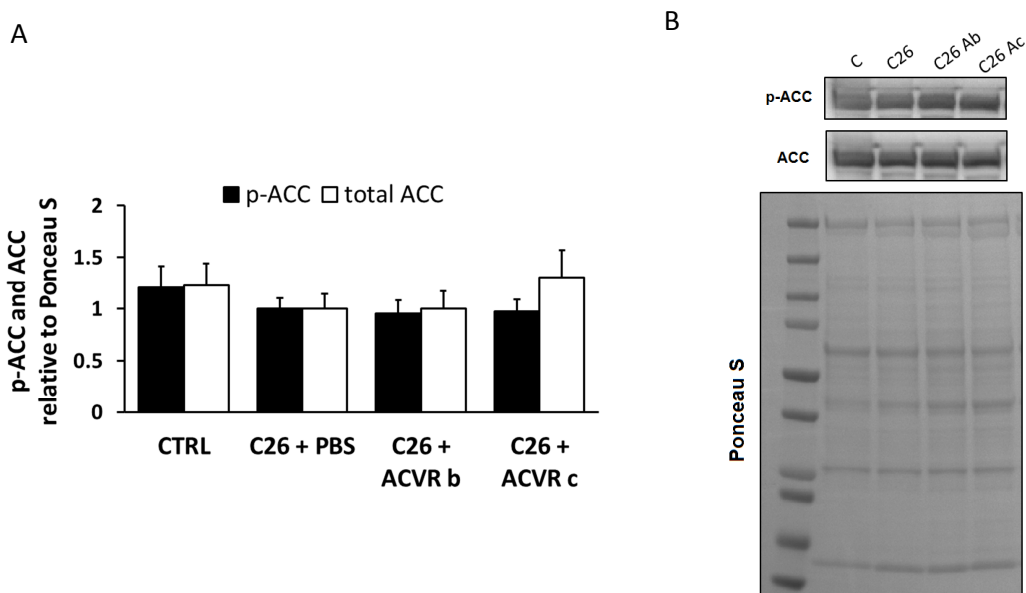 A
p-ACC and ACC
relative to Ponceau S
p-ACC total ACC
2
1.5
1
0.5
0
CTRL
C26 + PBS
C26 +
ACVR b
C26 +
ACVR c
B
C C26 C26 Ab C26 Ac
p-ACC
ACC
Ponceau S